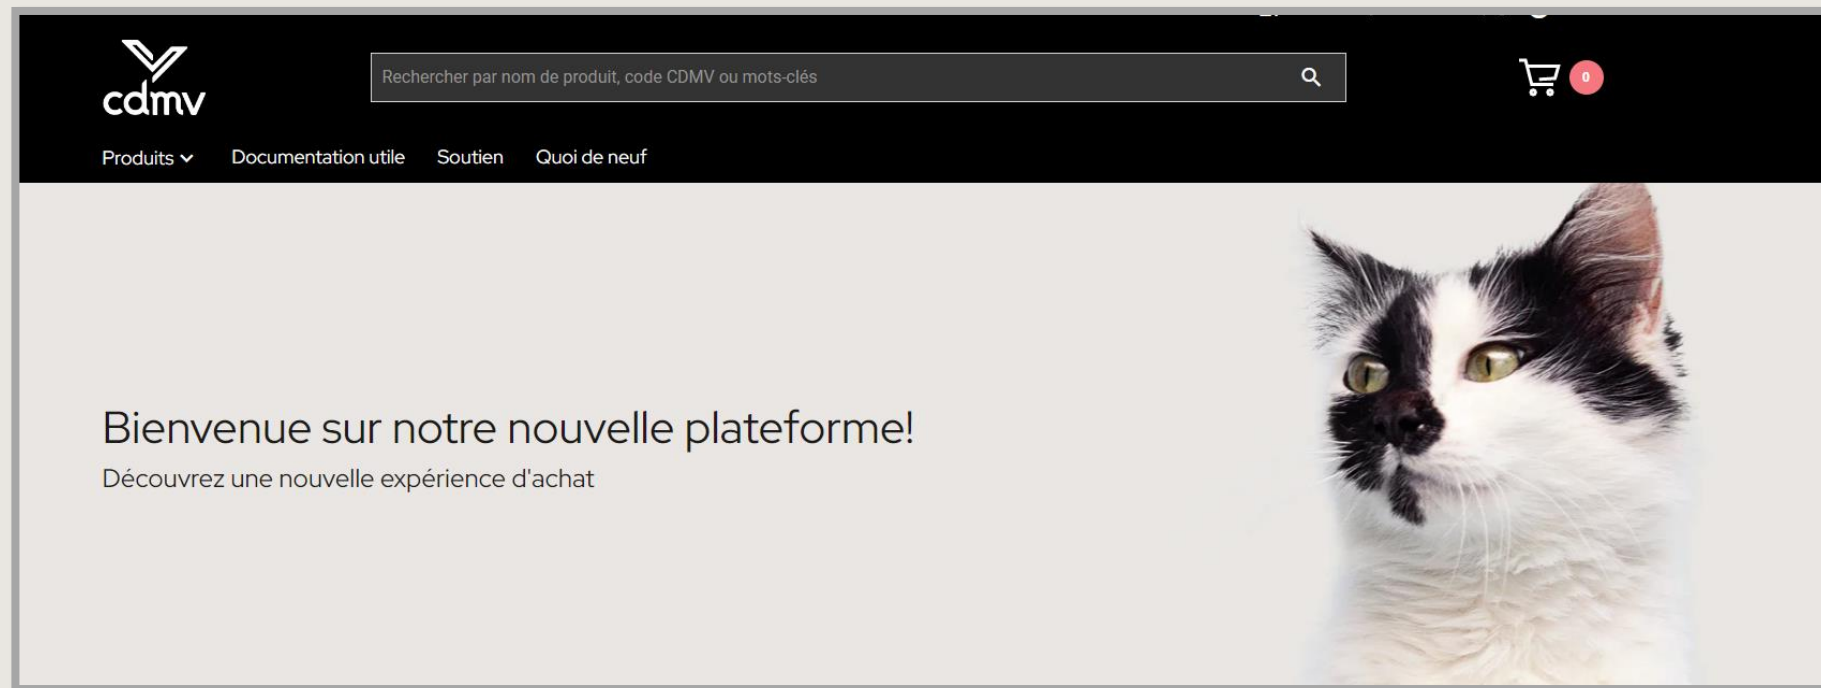 cdmv
Rechercher par nom de produit, code CDMV ou mots-clés
0
Produits
Documentation utile
Soutien
Quoi de neuf
Bienvenue sur notre nouvelle plateforme!
Découvrez une nouvelle expérience d'achat